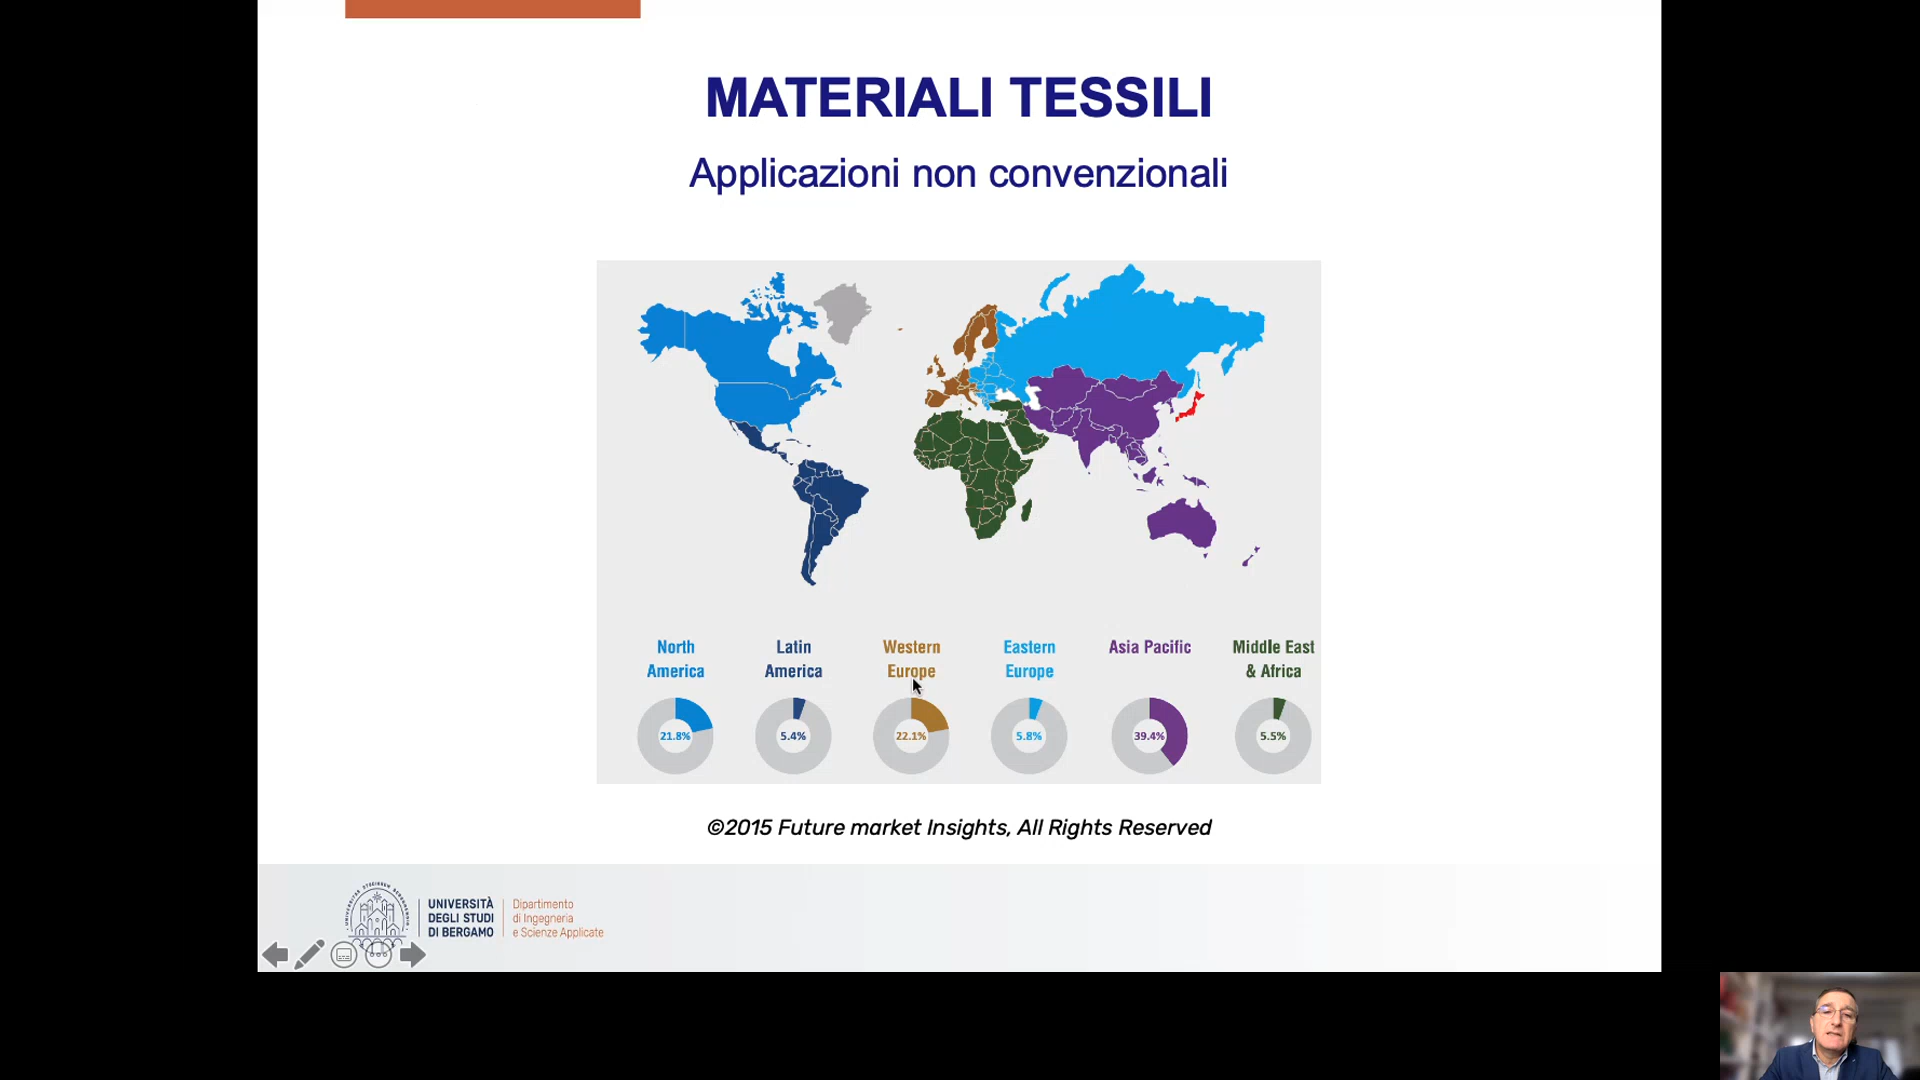 MATERIALI TESSILI
Applicazioni non convenzionali
North America
21.8%
Latin America
5.4%
Western Europe
22.1%
Eastern Europe
5.8%
Asia Pacific
39.4%
Middle East & Africa
5.5%
©2015 Future market Insights, All Rights Reserved
UNIVERSITÀ
DEGLI STUDI
DI BERGAMO
Dipartimento
di Ingegneria
e Scienze Applicate